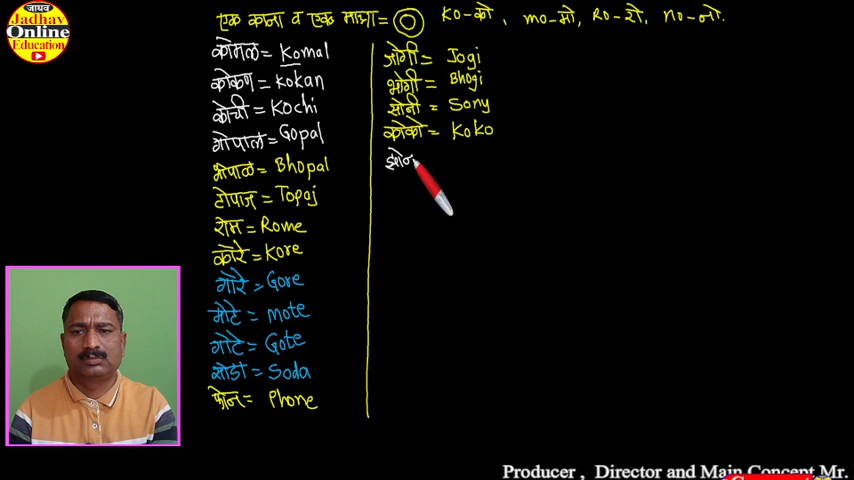 जाधव
Jadhav
Online
Education
एक काना व एक मात्रा = O Ko-को, mo-मो, Ro-रो, no-नो.
कोमल = Komal
कोकण = Kokan
कोची = Kochi
गोपाल = Gopal
भोपाळ = Bhopal
टोपाज = Topaj
रोम = Rome
कोरे = Kore
गोरे = Gore
मोटे = mote
गोटे = Gote
सोडा = Soda
फोन = Phone
जोगी = Jogi
भोगी = Bhogi
सोनी = Sony
कोको = Koko
Producer , Director and Main Concept Mr.